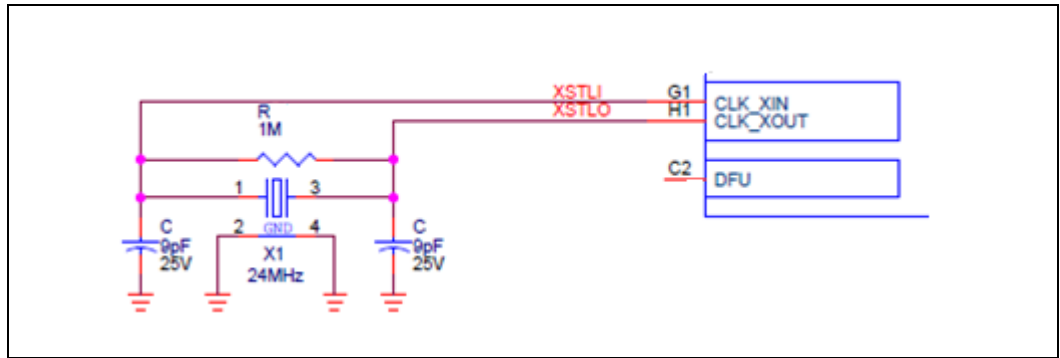 XSTLI G1 CLK_XIN
XSTLO H1 CLK_XOUT
R
1M
C2 DFU
1 3
2 GND 4
C
9pF
25V
X1
24MHz
C
9pF
25V